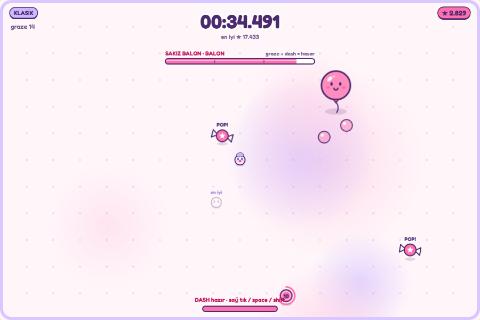 KLASIK
graze 14
00:34.491
en iyi ★ 17.433
★ 2.829
SAKIZ BALON · BALON
graze + dash = hasar
POP!
en iyi
POP!
DASH hazır · sağ tık / space / shift